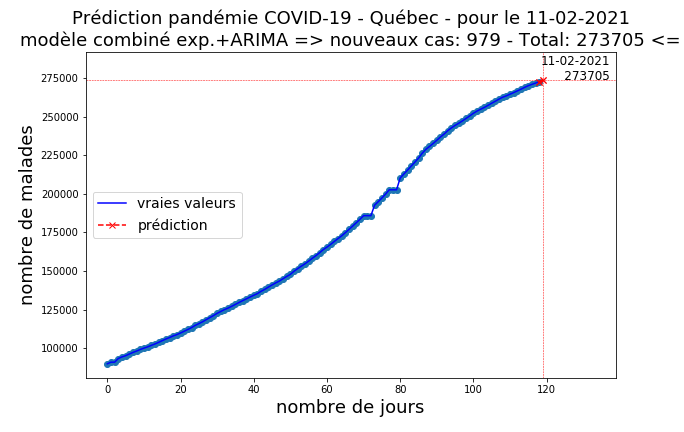 Prédiction pandémie COVID-19 - Québec - pour le 11-02-2021
modèle combiné exp.+ARIMA => nouveaux cas: 979 - Total: 273705 <=
11-02-2021
273705
vraies valeurs
prédiction
nombre de malades
275000
250000
225000
200000
175000
150000
125000
100000
0 20 40 60 80 100 120
nombre de jours